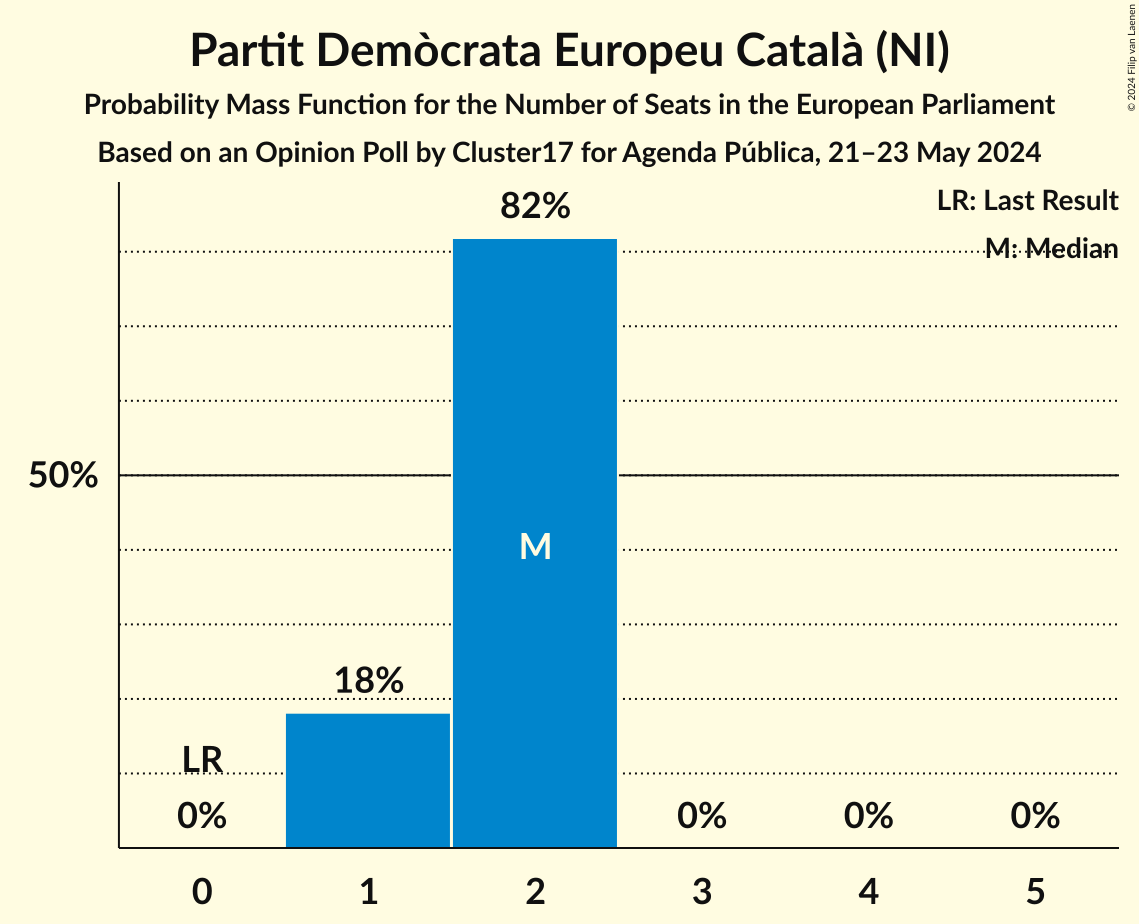 Partit Demòcrata Europeu Català (NI)
Probability Mass Function for the Number of Seats in the European Parliament
Based on an Opinion Poll by Cluster17 for Agenda Pública, 21–23 May 2024
© 2024 Filip van Laenen
LR: Last Result
M: Median
82%
50%
M
18%
LR
0%
0%
0%
0%
0
1
2
3
4
5